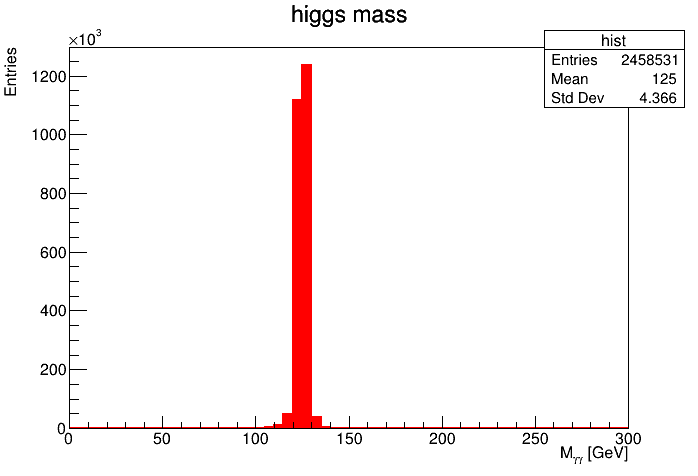 higgs mass
×10³
Entries
hist
Entries 2458531
Mean 125
Std Dev 4.366
1200
1000
800
600
400
200
0
0 50 100 150 200 250 300
M_γγ [GeV]